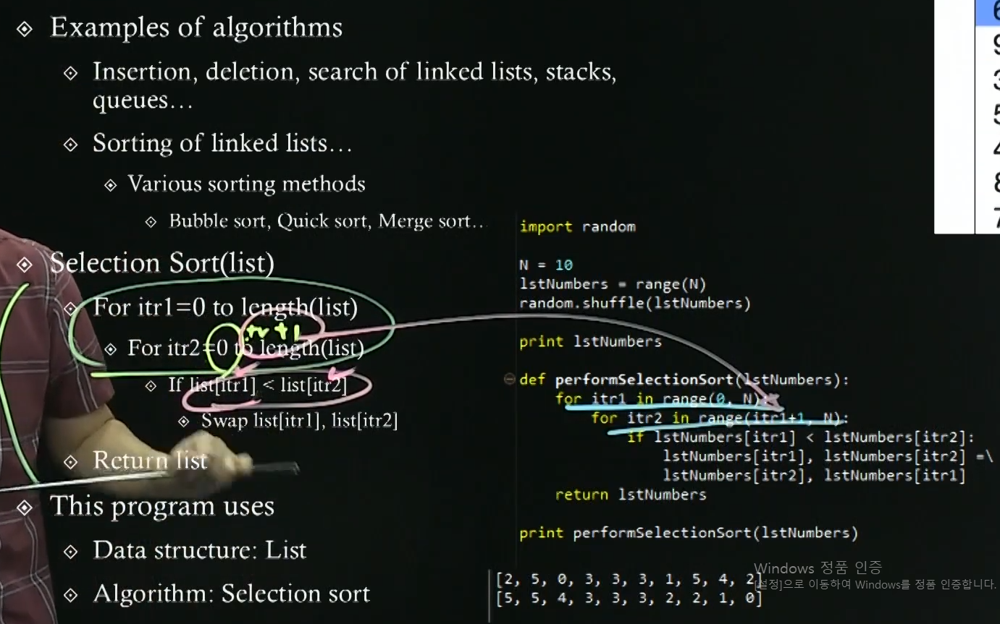 Examples of algorithms
Insertion, deletion, search of linked lists, stacks,
queues…
Sorting of linked lists…
Various sorting methods
Bubble sort, Quick sort, Merge sort…
Selection Sort(list)
For itr1=0 to length(list)
itr +1
For itr2=0 to length(list)
If list[itr1] < list[itr2]
Swap list[itr1], list[itr2]
Return list
This program uses
Data structure: List
Algorithm: Selection sort
import random
N = 10
lstNumbers = range(N)
random.shuffle(lstNumbers)
print lstNumbers
def performSelectionSort(lstNumbers):
for itr1 in range(0, N):
for itr2 in range(itr1+1, N):
if lstNumbers[itr1] < lstNumbers[itr2]:
lstNumbers[itr1], lstNumbers[itr2] =\
lstNumbers[itr2], lstNumbers[itr1]
return lstNumbers
print performSelectionSort(lstNumbers)
[2, 5, 0, 3, 3, 3, 1, 5, 4, 2]
[5, 5, 4, 3, 3, 3, 2, 2, 1, 0]
Windows 정품 인증
[설정]으로 이동하여 Windows를 정품 인증합니다.